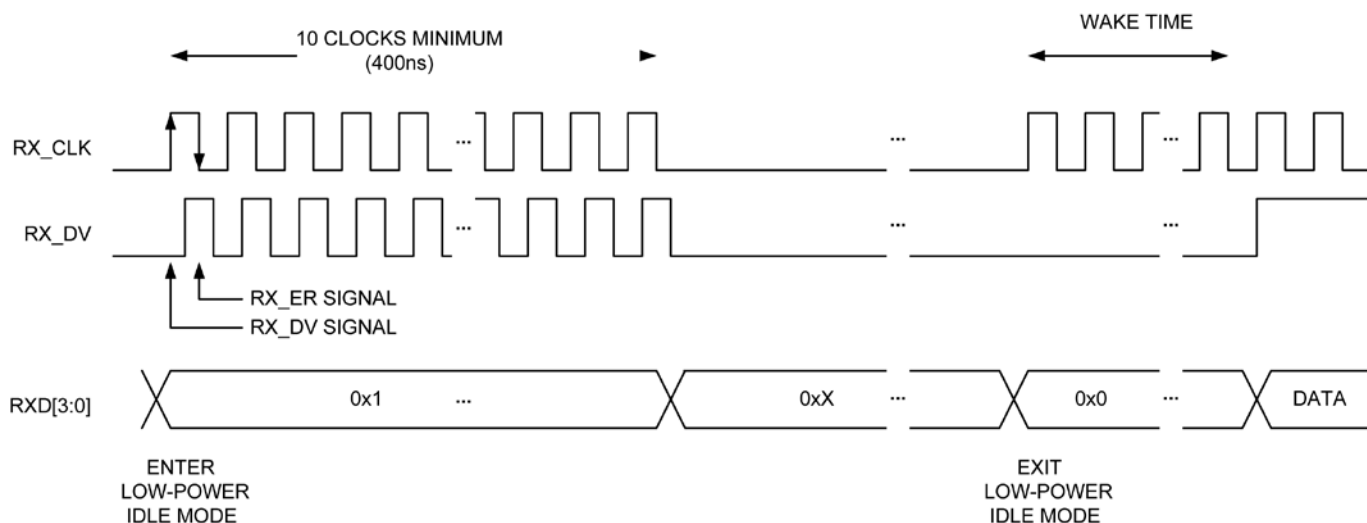 10 CLOCKS MINIMUM
(400ns)
WAKE TIME
RX_CLK
...
...
...
RX_DV
...
...
...
RX_ER SIGNAL
RX_DV SIGNAL
RXD[3:0]
0x1 ...
0xX ...
0x0 ...
DATA
ENTER
LOW-POWER
IDLE MODE
EXIT
LOW-POWER
IDLE MODE